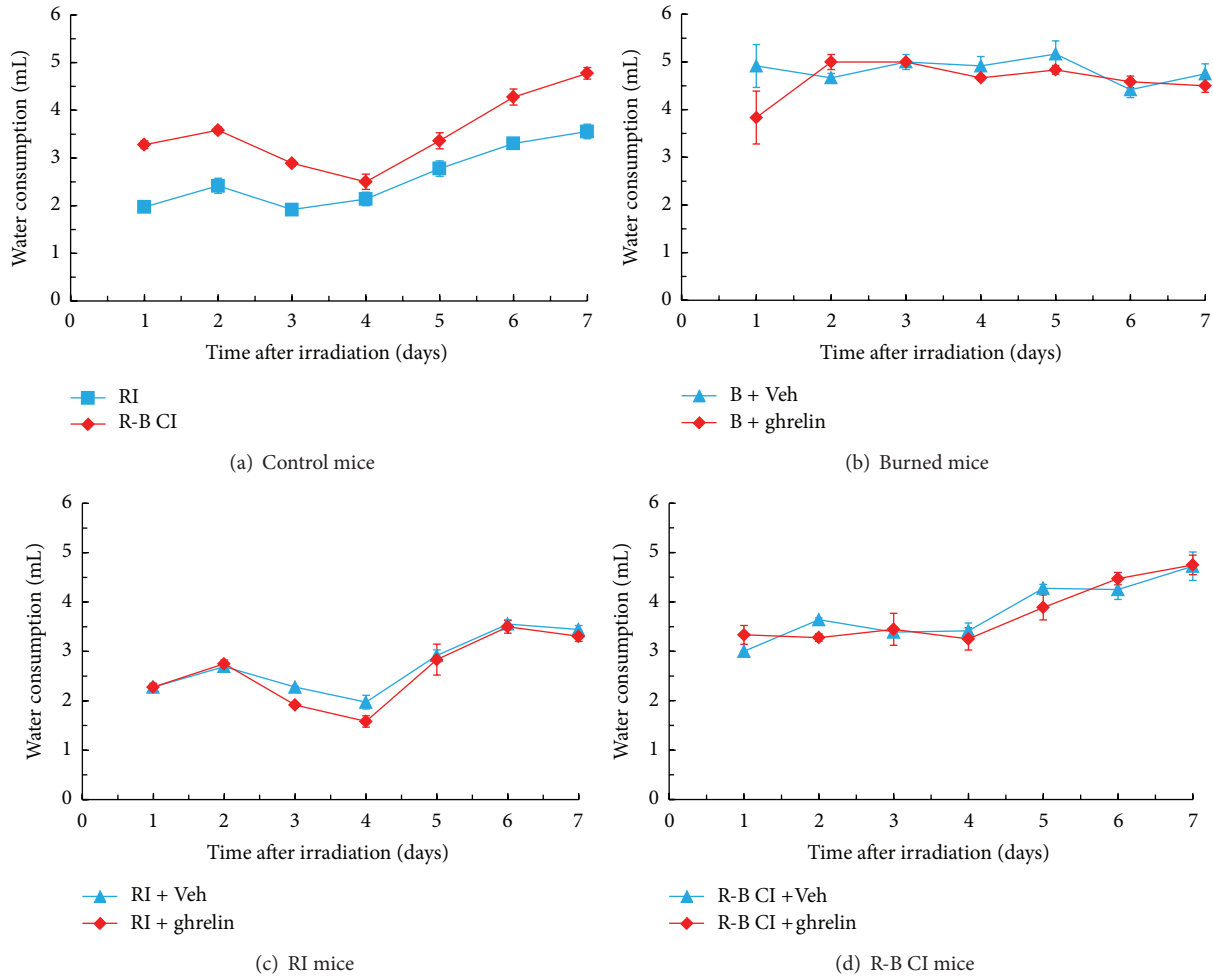 6
5
4
3
2
1
0
Water consumption (mL)
0 1 2 3 4 5 6 7
Time after irradiation (days)
RI
R-B CI
(a) Control mice
6
5
4
3
2
1
0
Water consumption (mL)
0 1 2 3 4 5 6 7
Time after irradiation (days)
B + Veh
B + ghrelin
(b) Burned mice
6
5
4
3
2
1
0
Water consumption (mL)
0 1 2 3 4 5 6 7
Time after irradiation (days)
RI + Veh
RI + ghrelin
(c) RI mice
6
5
4
3
2
1
0
Water consumption (mL)
0 1 2 3 4 5 6 7
Time after irradiation (days)
R-B CI +Veh
R-B CI +ghrelin
(d) R-B CI mice